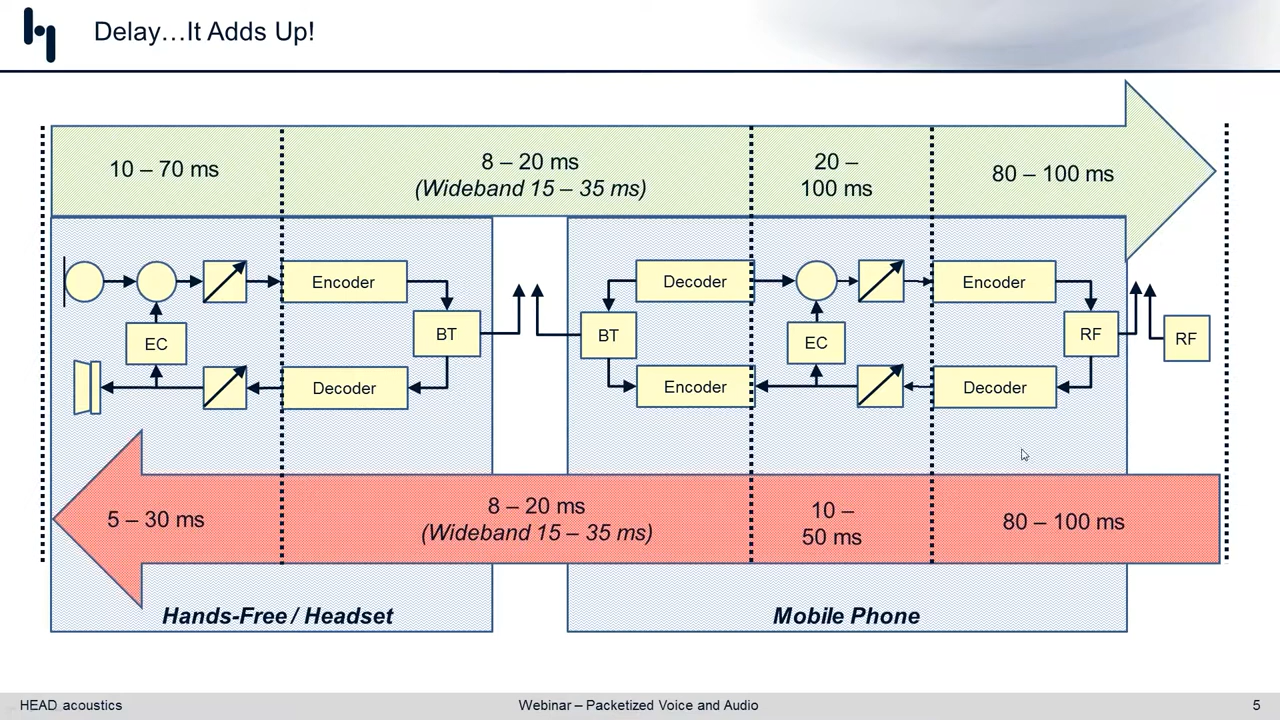 Delay…It Adds Up!
10 – 70 ms
8 – 20 ms
(Wideband 15 – 35 ms)
20 –
100 ms
80 – 100 ms
Encoder
Decoder
Encoder
EC
BT
BT
EC
RF
RF
Decoder
Encoder
Decoder
5 – 30 ms
8 – 20 ms
(Wideband 15 – 35 ms)
10 –
50 ms
80 – 100 ms
Hands-Free / Headset
Mobile Phone
HEAD acoustics
Webinar – Packetized Voice and Audio
5